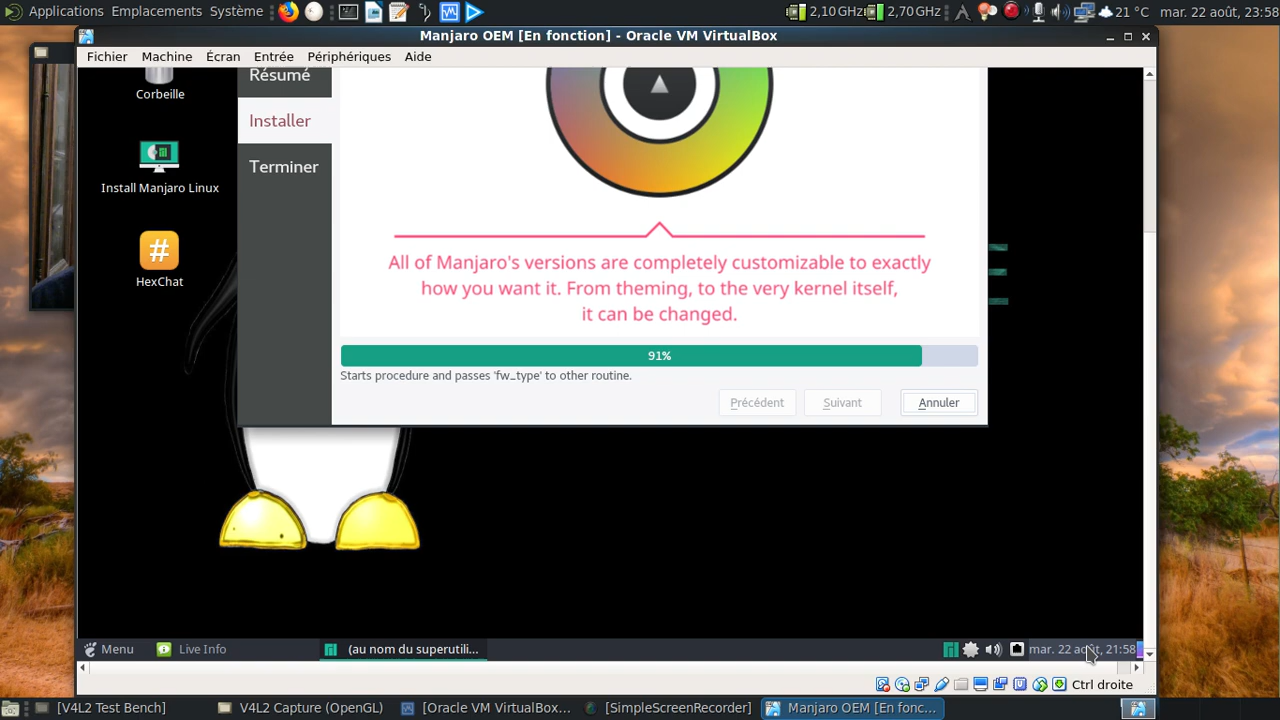 Applications Emplacements Système 2,10 GHz 2,70 GHz 21 °C mar. 22 août, 23:58
Manjaro OEM [En fonction] - Oracle VM VirtualBox
Fichier Machine Écran Entrée Périphériques Aide
Corbeille
Install Manjaro Linux
#
HexChat
Résumé
Installer
Terminer
All of Manjaro's versions are completely customizable to exactly
how you want it. From theming, to the very kernel itself,
it can be changed.
91%
Starts procedure and passes 'fw_type' to other routine.
Précédent Suivant Annuler
Menu Live Info (au nom du superutili... mar. 22 août, 21:58
Ctrl droite
[V4L2 Test Bench] V4L2 Capture (OpenGL) [Oracle VM VirtualBox... [SimpleScreenRecorder] Manjaro OEM [En fonc...